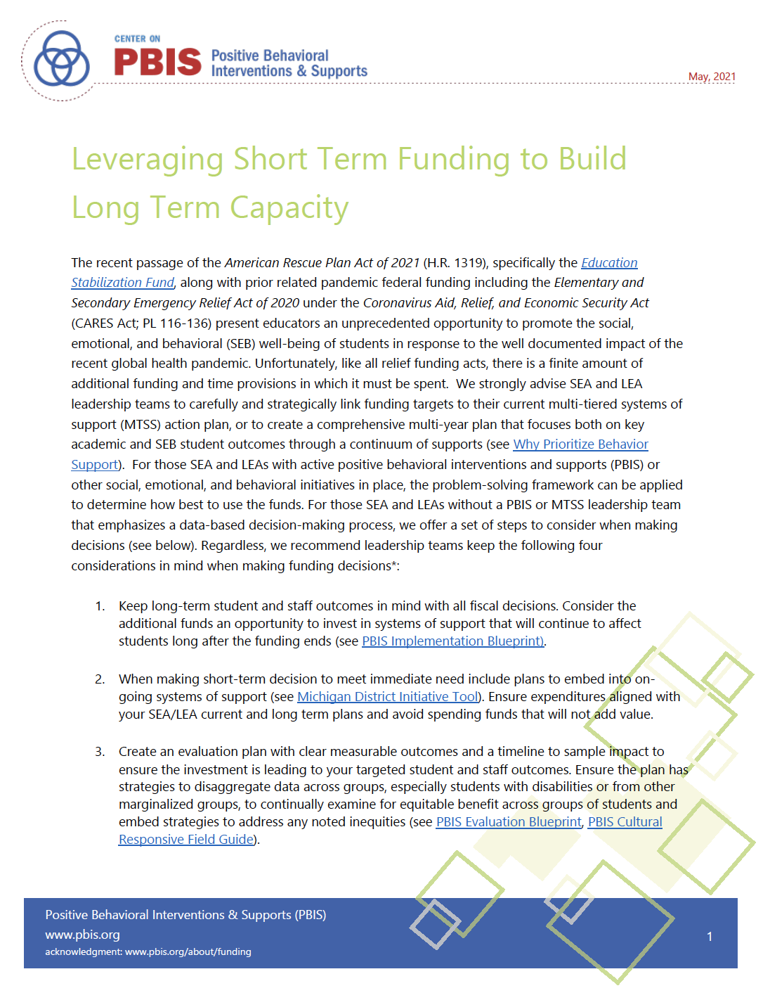 CENTER ON
PBIS Positive Behavioral
Interventions & Supports
May, 2021
Leveraging Short Term Funding to Build
Long Term Capacity
The recent passage of the American Rescue Plan Act of 2021 (H.R. 1319), specifically the Education
Stabilization Fund, along with prior related pandemic federal funding including the Elementary and
Secondary Emergency Relief Act of 2020 under the Coronavirus Aid, Relief, and Economic Security Act
(CARES Act; PL 116-136) present educators an unprecedented opportunity to promote the social,
emotional, and behavioral (SEB) well-being of students in response to the well documented impact of the
recent global health pandemic. Unfortunately, like all relief funding acts, there is a finite amount of
additional funding and time provisions in which it must be spent.  We strongly advise SEA and LEA
leadership teams to carefully and strategically link funding targets to their current multi-tiered systems of
support (MTSS) action plan, or to create a comprehensive multi-year plan that focuses both on key
academic and SEB student outcomes through a continuum of supports (see Why Prioritize Behavior
Support).  For those SEA and LEAs with active positive behavioral interventions and supports (PBIS) or
other social, emotional, and behavioral initiatives in place, the problem-solving framework can be applied
to determine how best to use the funds. For those SEA and LEAs without a PBIS or MTSS leadership team
that emphasizes a data-based decision-making process, we offer a set of steps to consider when making
decisions (see below). Regardless, we recommend leadership teams keep the following four
considerations in mind when making funding decisions*:
1. Keep long-term student and staff outcomes in mind with all fiscal decisions. Consider the
additional funds an opportunity to invest in systems of support that will continue to affect
students long after the funding ends (see PBIS Implementation Blueprint).
2. When making short-term decision to meet immediate need include plans to embed into on-
going systems of support (see Michigan District Initiative Tool). Ensure expenditures aligned with
your SEA/LEA current and long term plans and avoid spending funds that will not add value.
3. Create an evaluation plan with clear measurable outcomes and a timeline to sample impact to
ensure the investment is leading to your targeted student and staff outcomes. Ensure the plan has
strategies to disaggregate data across groups, especially students with disabilities or from other
marginalized groups, to continually examine for equitable benefit across groups of students and
embed strategies to address any noted inequities (see PBIS Evaluation Blueprint, PBIS Cultural
Responsive Field Guide).
Positive Behavioral Interventions & Supports (PBIS)
www.pbis.org
acknowledgment: www.pbis.org/about/funding
1